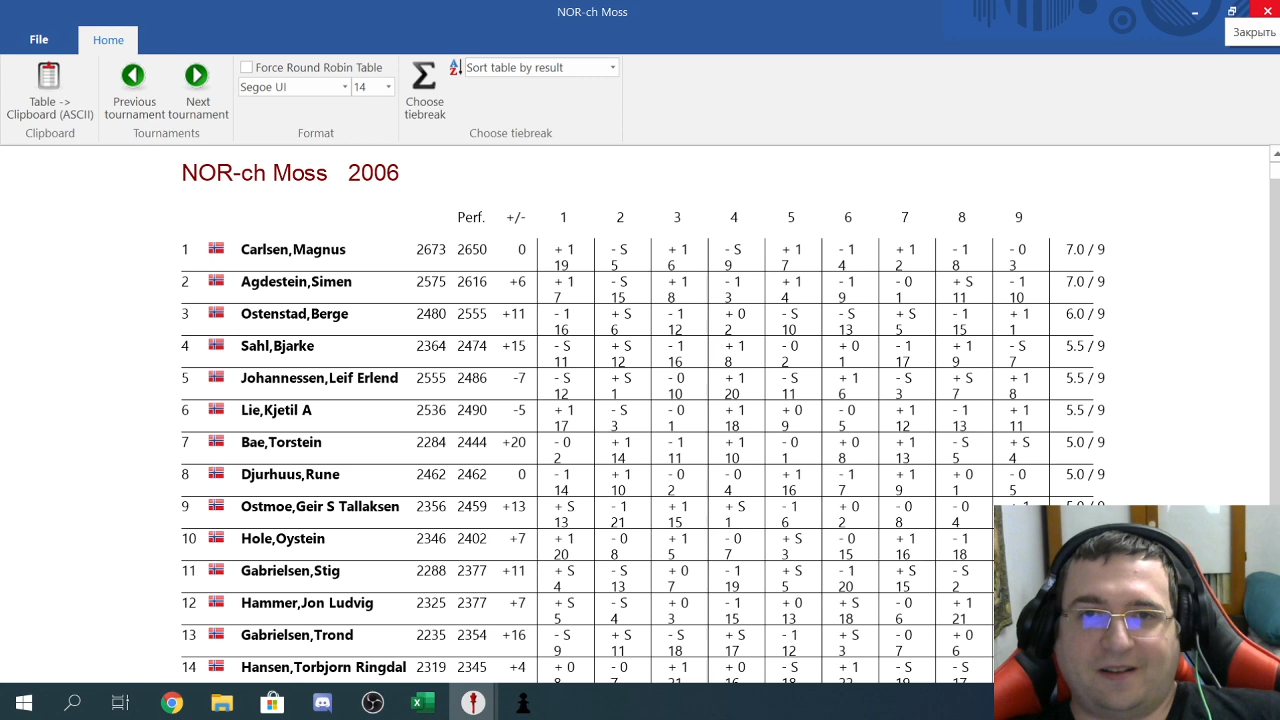 NOR-ch Moss
Закрыть
File Home
Table -> Clipboard (ASCII)
Clipboard
Previous tournament
Next tournament
Tournaments
Force Round Robin Table
Segoe UI 14
Format
Choose tiebreak
Sort table by result
Choose tiebreak
NOR-ch Moss 2006
Perf. +/- 1 2 3 4 5 6 7 8 9
1 Carlsen,Magnus 2673 2650 0 + 1 - S + 1 - S + 1 - 1 + 1 - 1 - 0 7.0 / 9
19 5 6 9 7 4 2 8 3
2 Agdestein,Simen 2575 2616 +6 + 1 - S + 1 - 1 + 1 - 1 - 0 + S - 1 7.0 / 9
7 15 8 3 4 9 1 11 10
3 Ostenstad,Berge 2480 2555 +11 - 1 + S - 1 + 0 - S - S + S - 1 + 1 6.0 / 9
16 6 12 2 10 13 5 15 1
4 Sahl,Bjarke 2364 2474 +15 - S + S - 1 + 1 - 0 + 0 - 1 + 1 - S 5.5 / 9
11 12 16 8 2 1 17 9 7
5 Johannessen,Leif Erlend 2555 2486 -7 - S + S - 0 + 1 - S + 1 - S + S + 1 5.5 / 9
12 1 10 20 11 6 3 7 8
6 Lie,Kjetil A 2536 2490 -5 + 1 - S - 0 + 1 + 0 - 0 + 1 - 1 + 1 5.5 / 9
17 3 1 18 9 5 12 13 11
7 Bae,Torstein 2284 2444 +20 - 0 + 1 - 1 + 1 - 0 + 0 + 1 - S + S 5.0 / 9
2 14 11 10 1 8 13 5 4
8 Djurhuus,Rune 2462 2462 0 - 1 + 1 - 0 - 0 + 1 - 1 + 1 + 0 - 0 5.0 / 9
14 10 2 4 16 7 9 1 5
9 Ostmoe,Geir S Tallaksen 2356 2459 +13 + S - 1 + 1 + S - 1 + 0 - 0 - 0
13 21 15 1 6 2 8 4
10 Hole,Oystein 2346 2402 +7 + 1 - 0 + 1 - 0 + S - 0 + 1 - 1
20 8 5 7 3 15 16 18
11 Gabrielsen,Stig 2288 2377 +11 + S - S + 0 - 1 + S - 1 + S - S
4 13 7 19 5 20 15 2
12 Hammer,Jon Ludvig 2325 2377 +7 + S - S + 0 - 1 + 0 + S - 0 + 1
5 4 3 15 13 18 6 21
13 Gabrielsen,Trond 2235 2354 +16 - S + S - S + S - 1 + S - 0 + 0
9 11 18 17 12 3 7 6
14 Hansen,Torbjorn Ringdal 2319 2345 +4 + 0 - 0 + 1 + 0 - S + 1 - S - S